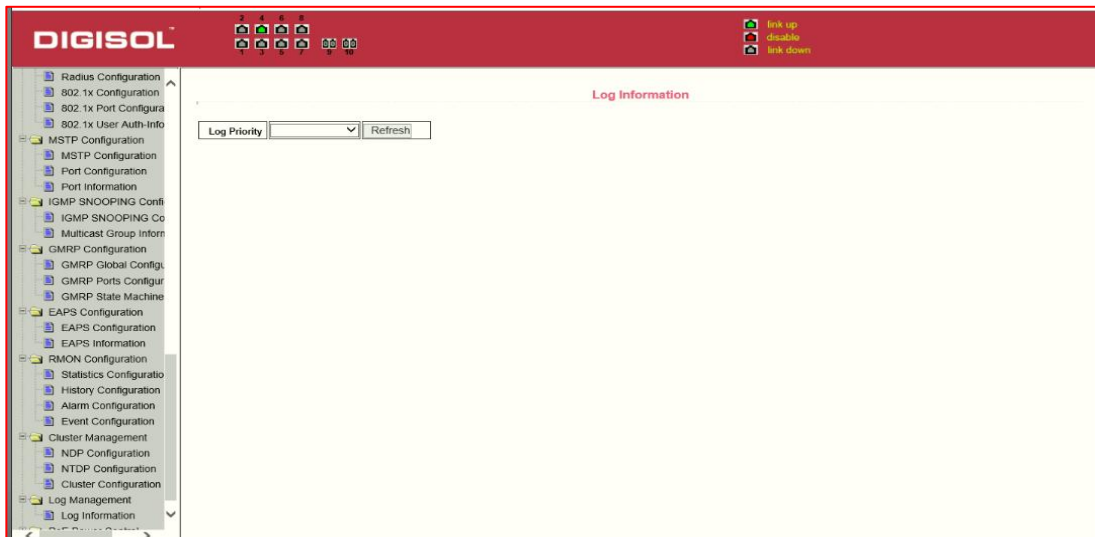 DIGISOL
2 4 6 8
1 3 5 7 9 10
link up
disable
link down
Radius Configuration
802.1x Configuration
802.1x Port Configura
802.1x User Auth-Info
MSTP Configuration
MSTP Configuration
Port Configuration
Port Information
IGMP SNOOPING Confi
IGMP SNOOPING Co
Multicast Group Inforn
GMRP Configuration
GMRP Global Configu
GMRP Ports Configur
GMRP State Machine
EAPS Configuration
EAPS Configuration
EAPS Information
RMON Configuration
Statistics Configuratio
History Configuration
Alarm Configuration
Event Configuration
Cluster Management
NDP Configuration
NTDP Configuration
Cluster Configuration
Log Management
Log Information
Log Information
Log Priority
Refresh